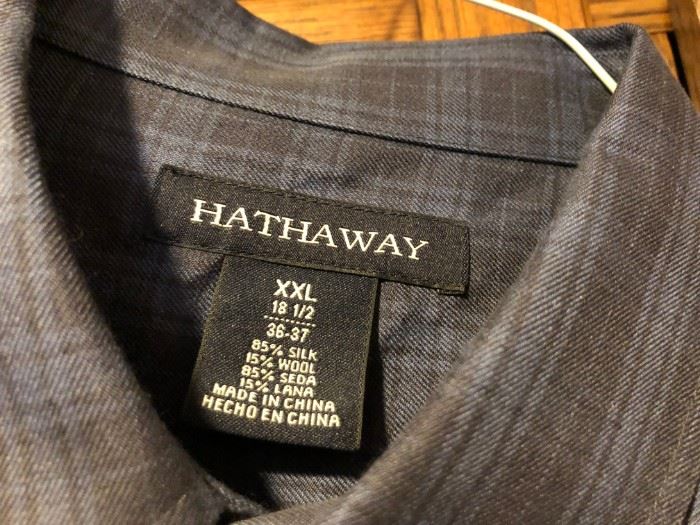 HATHAWAY
XXL
18 1/2
36-37
85% SILK
15% WOOL
85% SEDA
15% LANA
MADE IN CHINA
HECHO EN CHINA